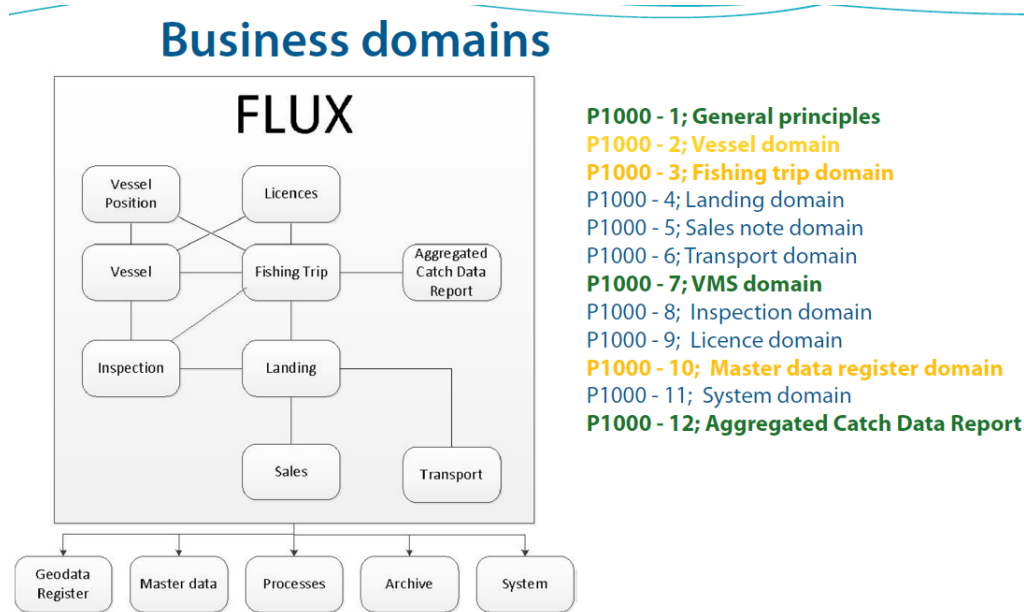 Business domains
FLUX
Vessel
Position
Licences
Vessel
Fishing Trip
Aggregated
Catch Data
Report
Inspection
Landing
Sales
Transport
Geodata
Register
Master data
Processes
Archive
System
P1000 - 1; General principles
P1000 - 2; Vessel domain
P1000 - 3; Fishing trip domain
P1000 - 4; Landing domain
P1000 - 5; Sales note domain
P1000 - 6; Transport domain
P1000 - 7; VMS domain
P1000 - 8; Inspection domain
P1000 - 9; Licence domain
P1000 - 10; Master data register domain
P1000 - 11; System domain
P1000 - 12; Aggregated Catch Data Report